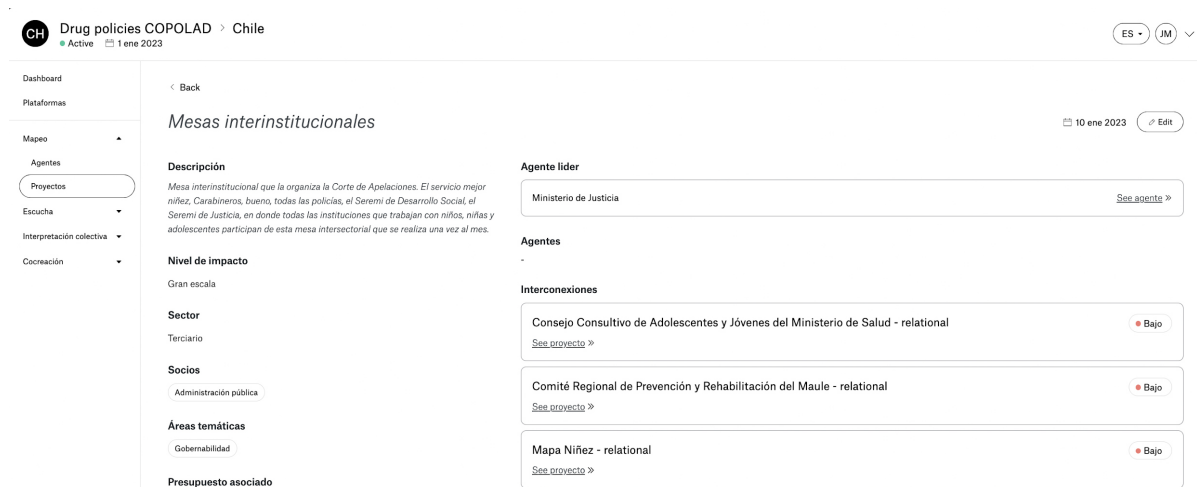 CH
Drug policies COPOLAD > Chile
Active 1 ene 2023
ES
JM
Dashboard
Plataformas
Mapeo
Agentes
Proyectos
Escucha
Interpretación colectiva
Cocreación
< Back
Mesas interinstitucionales
10 ene 2023
Edit
Descripción
Mesa interinstitucional que la organiza la Corte de Apelaciones. El servicio mejor
niñez, Carabineros, bueno, todas las policías, el Seremi de Desarrollo Social, el
Seremi de Justicia, en donde todas las instituciones que trabajan con niños, niñas y
adolescentes participan de esta mesa intersectorial que se realiza una vez al mes.
Nivel de impacto
Gran escala
Sector
Terciario
Socios
Administración pública
Áreas temáticas
Gobernabilidad
Presupuesto asociado
Agente líder
Ministerio de Justicia
See agente »
Agentes
-
Interconexiones
Consejo Consultivo de Adolescentes y Jóvenes del Ministerio de Salud - relational
Bajo
See proyecto »
Comité Regional de Prevención y Rehabilitación del Maule - relational
Bajo
See proyecto »
Mapa Niñez - relational
Bajo
See proyecto »